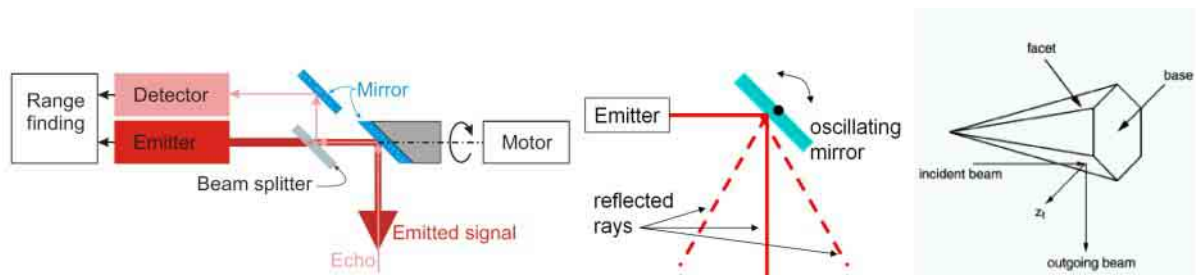 Range
finding
Detector
Emitter
Mirror
Motor
Beam splitter
Emitted signal
Echo
Emitter
oscillating
mirror
reflected
rays
facet
base
incident beam
z_f
outgoing beam